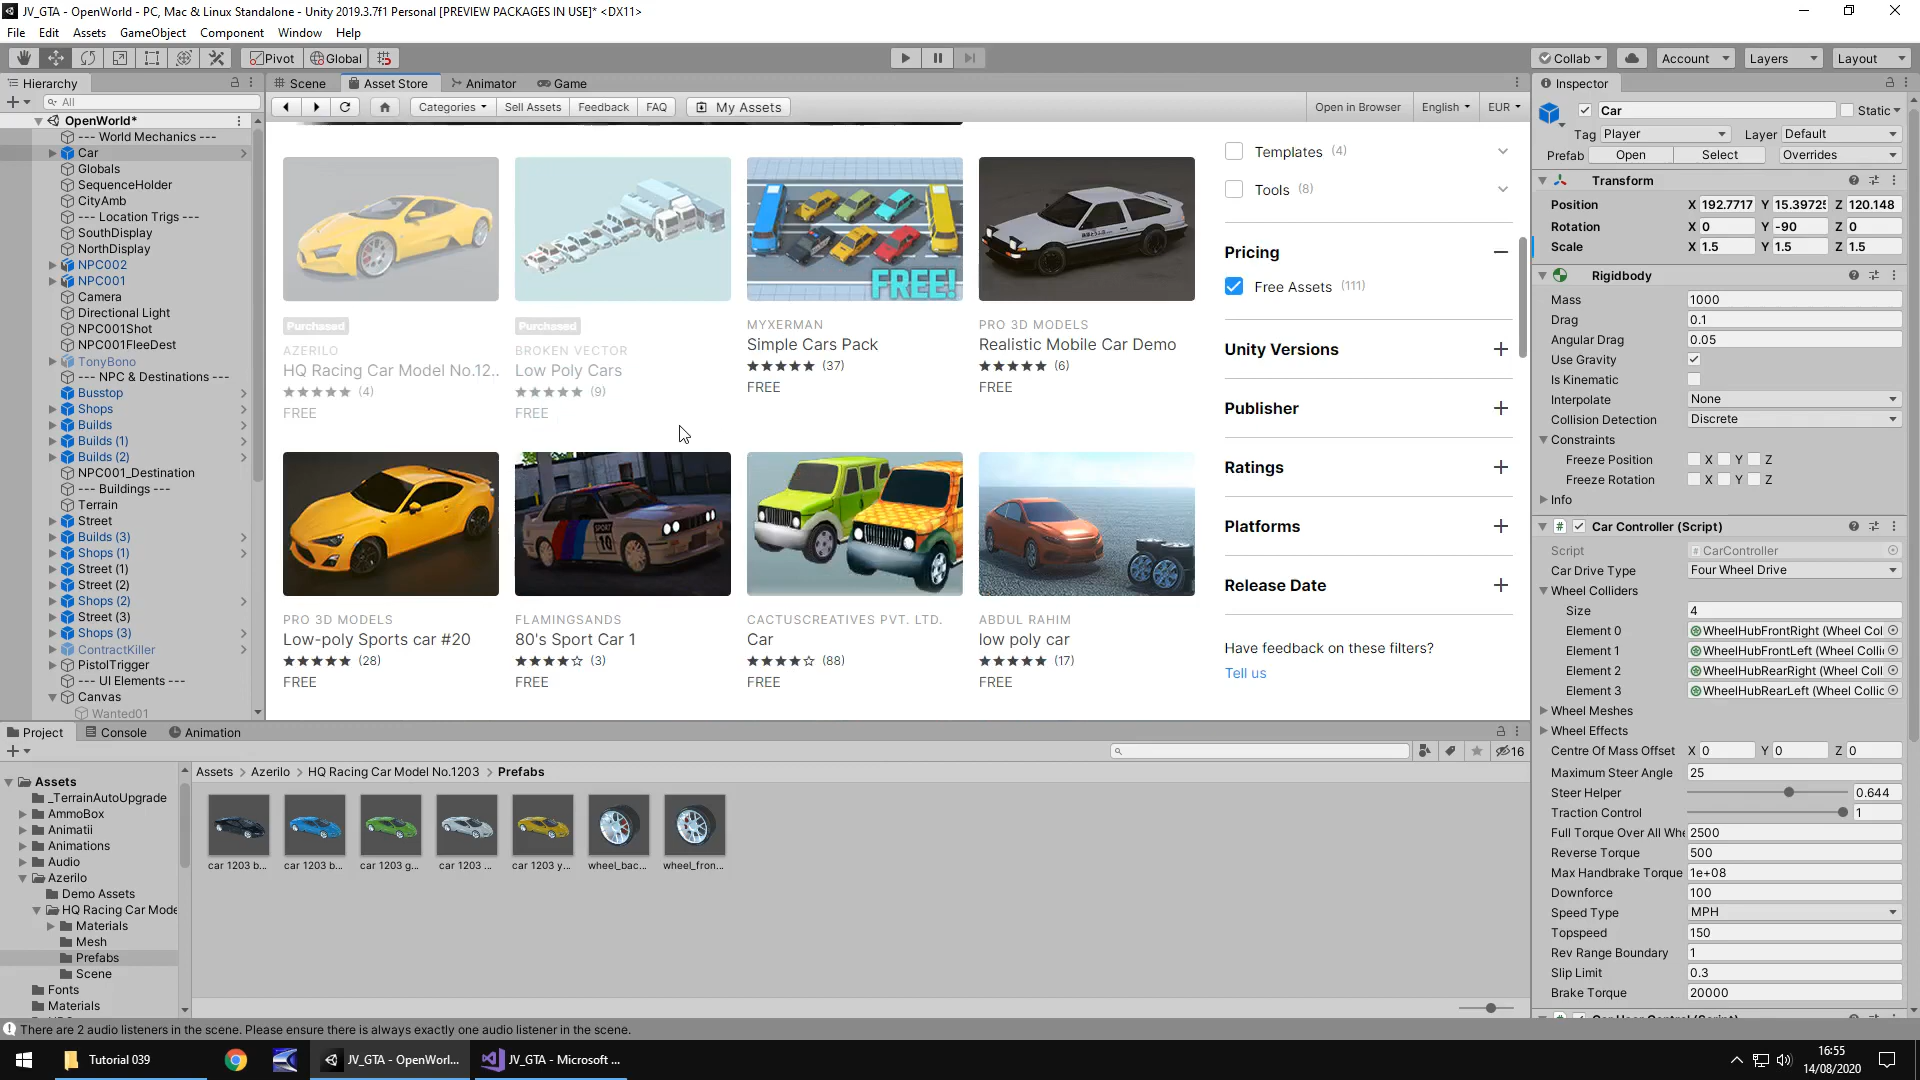 JV_GTA - OpenWorld - PC, Mac & Linux Standalone - Unity 2019.3.7f1 Personal [PREVIEW PACKAGES IN USE]* <DX11>
File Edit Assets GameObject Component Window Help
Pivot Global Collab Account Layers Layout
Hierarchy
All
OpenWorld*
--- World Mechanics ---
Car
Globals
SequenceHolder
CityAmb
--- Location Trigs ---
SouthDisplay
NorthDisplay
NPC002
NPC001
Camera
Directional Light
NPC001Shot
NPC001FleeDest
TonyBono
--- NPC & Destinations ---
Busstop
Shops
Builds
Builds (1)
Builds (2)
NPC001_Destination
--- Buildings ---
Terrain
Street
Builds (3)
Shops (1)
Street (1)
Street (2)
Shops (2)
Street (3)
Shops (3)
ContractKiller
PistolTrigger
--- UI Elements ---
Canvas
Wanted01
Scene Asset Store Animator Game
Categories Sell Assets Feedback FAQ My Assets Open in Browser English EUR
FREE!
Purchased
AZERILO
HQ Racing Car Model No.12..
(4)
FREE
Purchased
BROKEN VECTOR
Low Poly Cars
(9)
FREE
MYXERMAN
Simple Cars Pack
(37)
FREE
PRO 3D MODELS
Realistic Mobile Car Demo
(6)
FREE
SPORT
10
PRO 3D MODELS
Low-poly Sports car #20
(28)
FREE
FLAMINGSANDS
80's Sport Car 1
(3)
FREE
CACTUSCREATIVES PVT. LTD.
Car
(88)
FREE
ABDUL RAHIM
low poly car
(17)
FREE
Templates (4)
Tools (8)
Pricing
Free Assets (111)
Unity Versions
Publisher
Ratings
Platforms
Release Date
Have feedback on these filters?
Tell us
Inspector
Car Static
Tag Player Layer Default
Prefab Open Select Overrides
Transform
Position X 192.7717 Y 15.39725 Z 120.148
Rotation X 0 Y -90 Z 0
Scale X 1.5 Y 1.5 Z 1.5
Rigidbody
Mass 1000
Drag 0.1
Angular Drag 0.05
Use Gravity
Is Kinematic
Interpolate None
Collision Detection Discrete
Constraints
Freeze Position X Y Z
Freeze Rotation X Y Z
Info
Car Controller (Script)
Script CarController
Car Drive Type Four Wheel Drive
Wheel Colliders
Size 4
Element 0 WheelHubFrontRight (Wheel Col
Element 1 WheelHubFrontLeft (Wheel Collic
Element 2 WheelHubRearRight (Wheel Coll
Element 3 WheelHubRearLeft (Wheel Collic
Wheel Meshes
Wheel Effects
Centre Of Mass Offset X 0 Y 0 Z 0
Maximum Steer Angle 25
Steer Helper 0.644
Traction Control 1
Full Torque Over All Whe 2500
Reverse Torque 500
Max Handbrake Torque 1e+08
Downforce 100
Speed Type MPH
Topspeed 150
Rev Range Boundary 1
Slip Limit 0.3
Brake Torque 20000
Project Console Animation
16
Assets
_TerrainAutoUpgrade
AmmoBox
Animatii
Animations
Audio
Azerilo
Demo Assets
HQ Racing Car Mode
Materials
Mesh
Prefabs
Scene
Fonts
Materials
Assets > Azerilo > HQ Racing Car Model No.1203 > Prefabs
car 1203 b... car 1203 b... car 1203 g... car 1203 ... car 1203 y... wheel_bac... wheel_fron...
There are 2 audio listeners in the scene. Please ensure there is always exactly one audio listener in the scene.
Tutorial 039 JV_GTA - OpenWorl... JV_GTA - Microsoft ...
16:55
14/08/2020